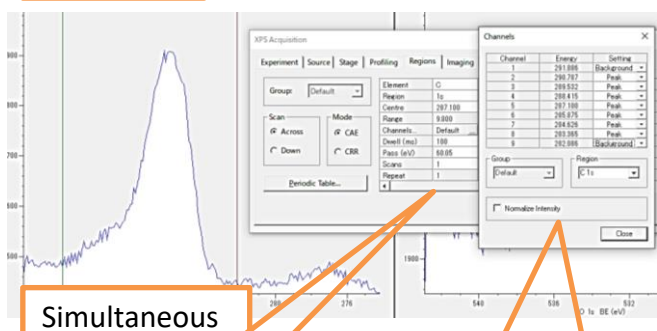 XPS Acquisition
Experiment Source Stage Profiling Regions Imaging
Group: Default
Scan
Across
Down
Mode
CAE
CRR
Periodic Table...
Element C
Region 1s
Centre 287.100
Range 9.800
Channels... Default ...
Dwell (ms) 100
Pass (eV) 60.05
Scans 1
Repeat 1
Channels
Channel Energy Setting
1 291.886 Background
2 290.787 Peak
3 289.532 Peak
4 288.415 Peak
5 287.100 Peak
6 285.875 Peak
7 284.626 Peak
8 283.365 Peak
9 282.086 Background
Group
Default
Region
C 1s
Normalize Intensity
Close
900
800
700
600
500
280 276
1900
540 536 532
O 1s BE (eV)
Simultaneous